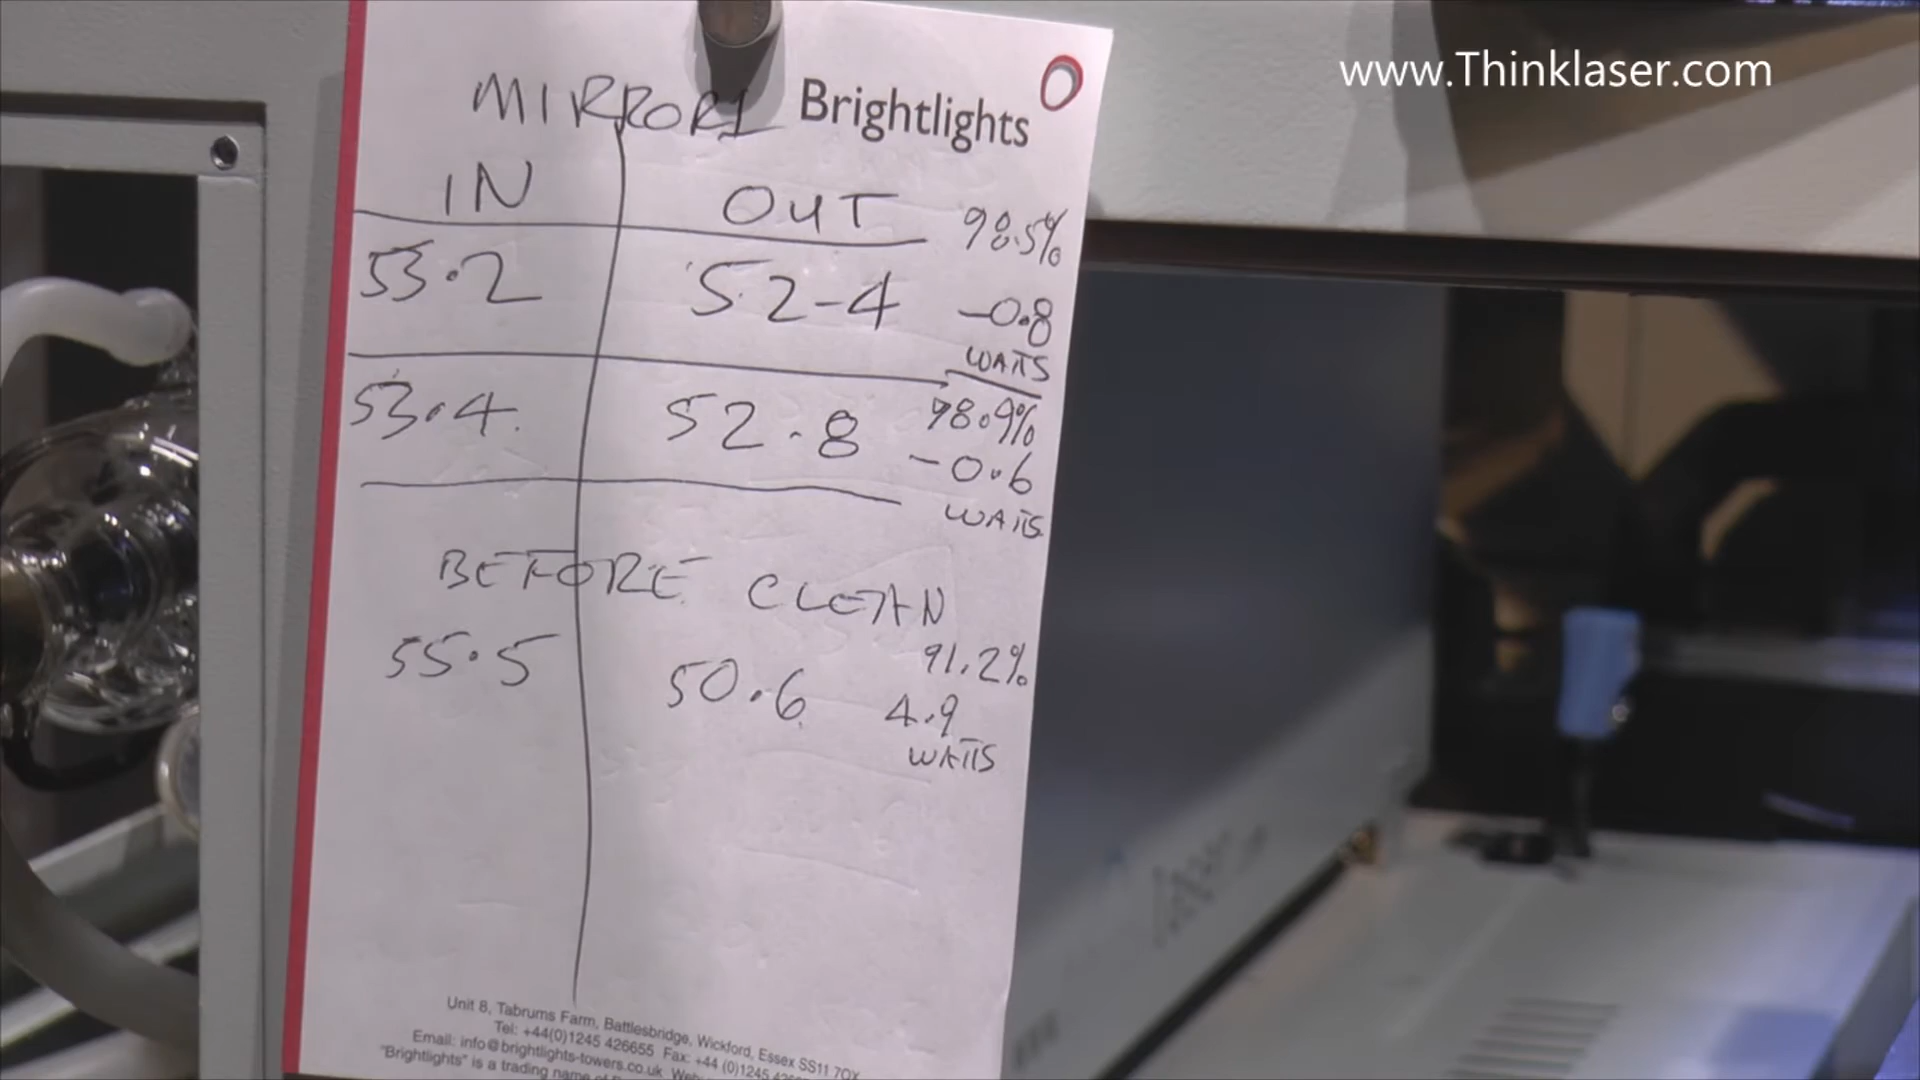 www.Thinklaser.com
Brightlights
MIRROR1
IN OUT 98.5%
53.2 52-4 -0.8
WATTS
53.4. 52.8 98.9%
-0.6
WATTS
BEFORE CLEAN
55.5 50.6 91.2%
4.9
WATTS
Unit 8, Tabrums Farm, Battlesbridge, Wickford, Essex SS11 7QX
Tel: +44(0)1245 426655 Fax: +44 (0)1245
Email: info@brightlights-towers.co.uk
"Brightlights" is a trading name of